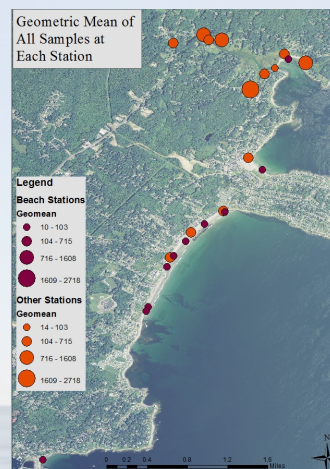 Geometric Mean of
All Samples at
Each Station
Legend
Beach Stations
Geomean
10 - 103
104 - 715
716 - 1608
1609 - 2718
Other Stations
Geomean
14 - 103
104 - 715
716 - 1608
1609 - 2718
N
0 0.2 0.4 0.8 1.2 1.6
Miles